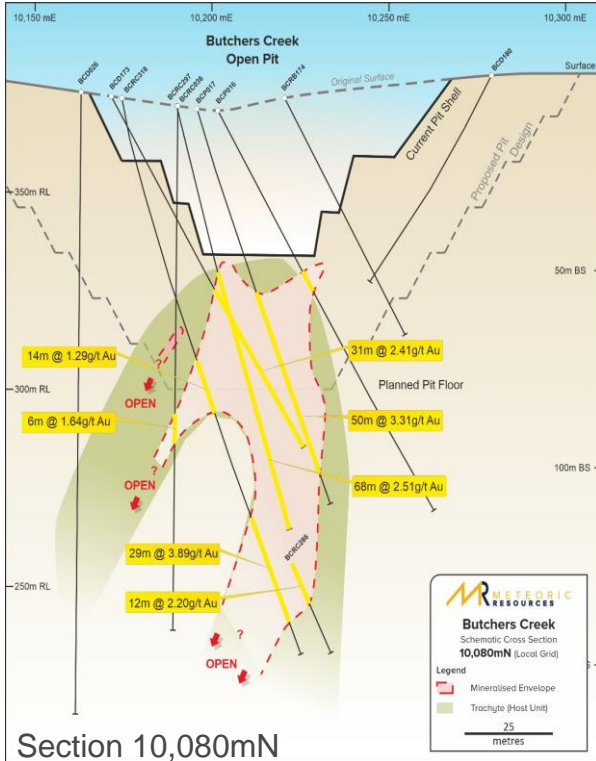 10,150 mE
10,200 mE
10,250 mE
10,300 mE
Butchers Creek
Open Pit
BCD026
BCD173
BCRC318
BCRC297
BCRC036
BCP017
BCP016
BCRB174
BCD180
Original Surface
Surface
Current Pit Shell
Proposed Pit
Design
350m RL
50m BS
14m @ 1.29g/t Au
31m @ 2.41g/t Au
OPEN
300m RL
Planned Pit Floor
6m @ 1.64g/t Au
50m @ 3.31g/t Au
?
?
100m BS
OPEN
68m @ 2.51g/t Au
29m @ 3.89g/t Au
BCRC286
250m RL
12m @ 2.20g/t Au
?
OPEN
METEORIC
RESOURCES
Butchers Creek
Schematic Cross Section
10,080mN (Local Grid)
Legend
Mineralised Envelope
Trachyte (Host Unit)
25
metres
Section 10,080mN